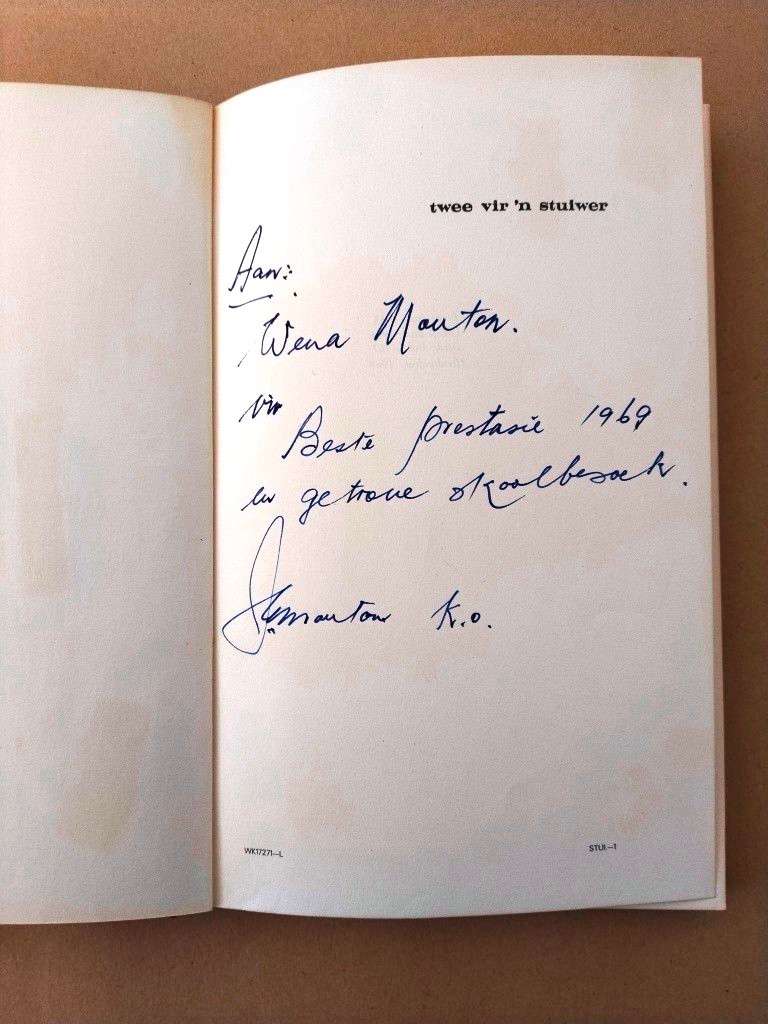 twee vir 'n stuiwer
Aan:
Wena Mouton.
vir
Beste prestasie 1969
en getroue skoolbesoek.
Mouton K.O.
WK17271—L
STUI.—1